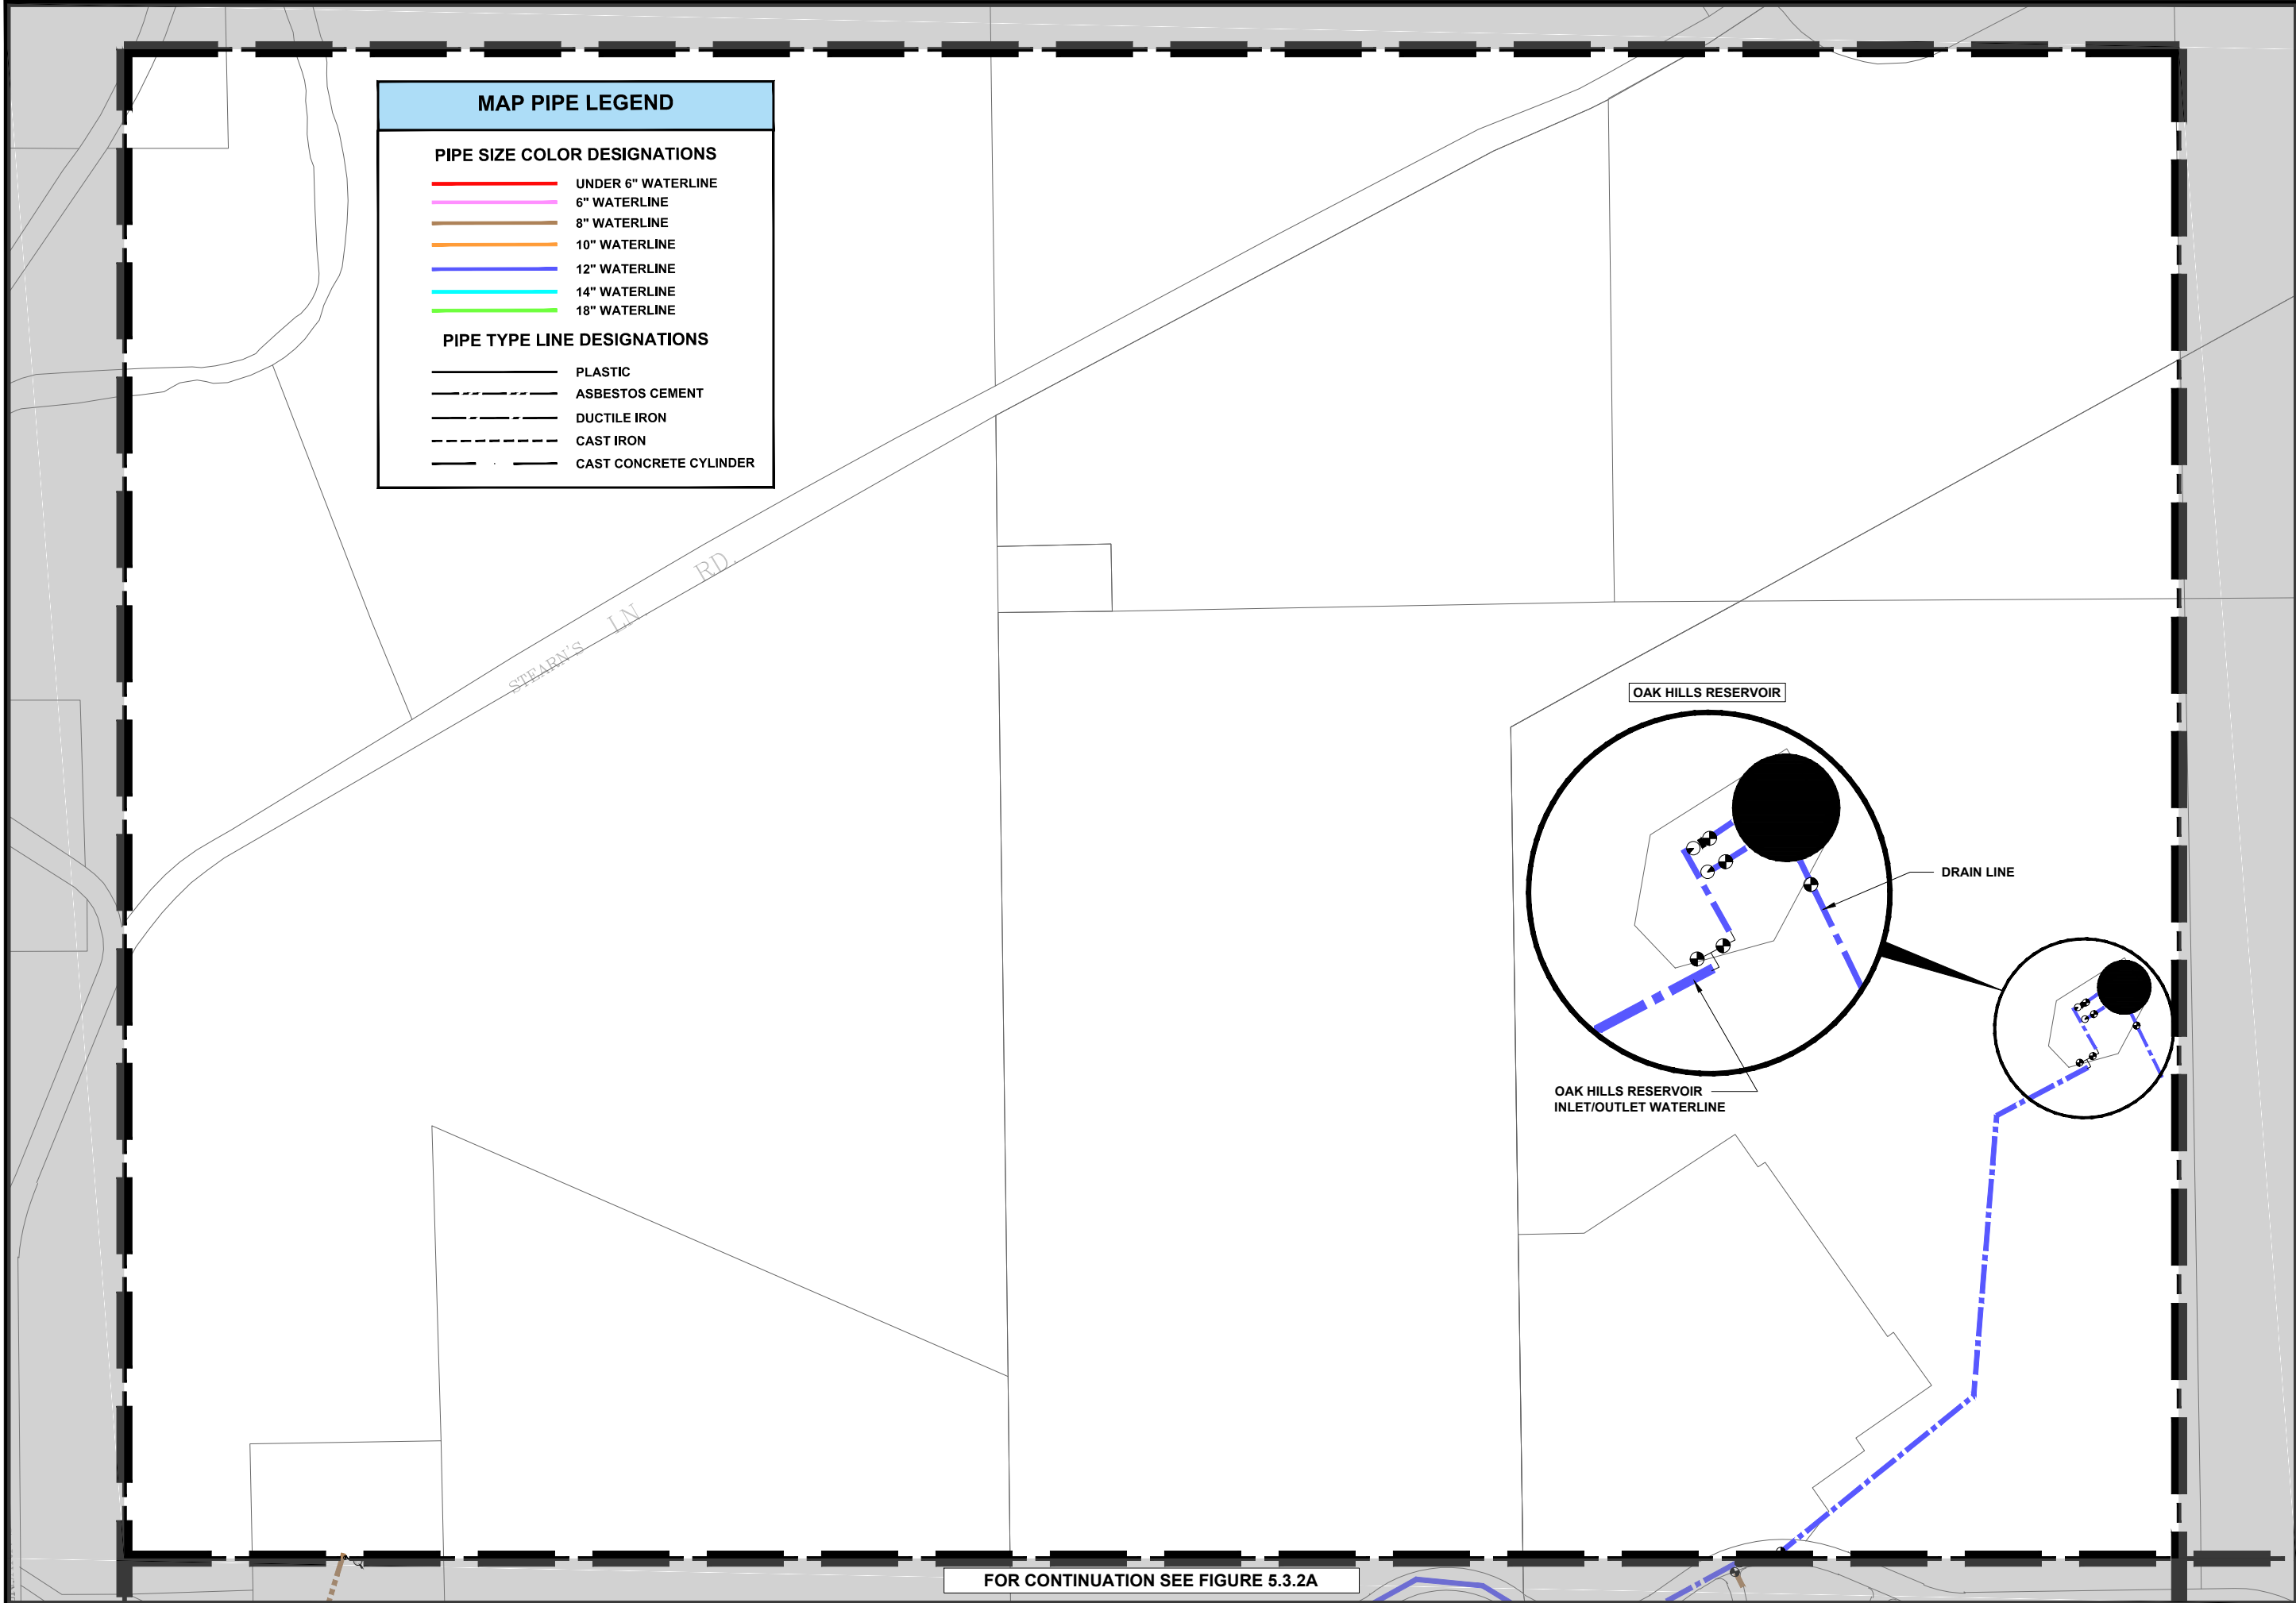 MAP PIPE LEGEND
PIPE SIZE COLOR DESIGNATIONS
UNDER 6" WATERLINE
6" WATERLINE
8" WATERLINE
10" WATERLINE
12" WATERLINE
14" WATERLINE
18" WATERLINE
PIPE TYPE LINE DESIGNATIONS
PLASTIC
ASBESTOS CEMENT
DUCTILE IRON
CAST IRON
CAST CONCRETE CYLINDER
STEARN'S LN. RD.
OAK HILLS RESERVOIR
DRAIN LINE
OAK HILLS RESERVOIR
INLET/OUTLET WATERLINE
FOR CONTINUATION SEE FIGURE 5.3.2A